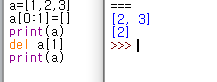 a=[1,2,3]
a[0:1]=[]
print(a)
del a[1]
print(a)
===
[2, 3]
[2]
>>>